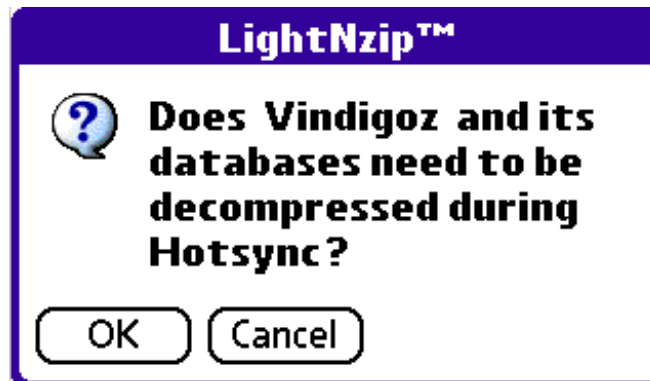 LightNzip™
Does Vindigoz and its
databases need to be
decompressed during
Hotsync?
OK Cancel